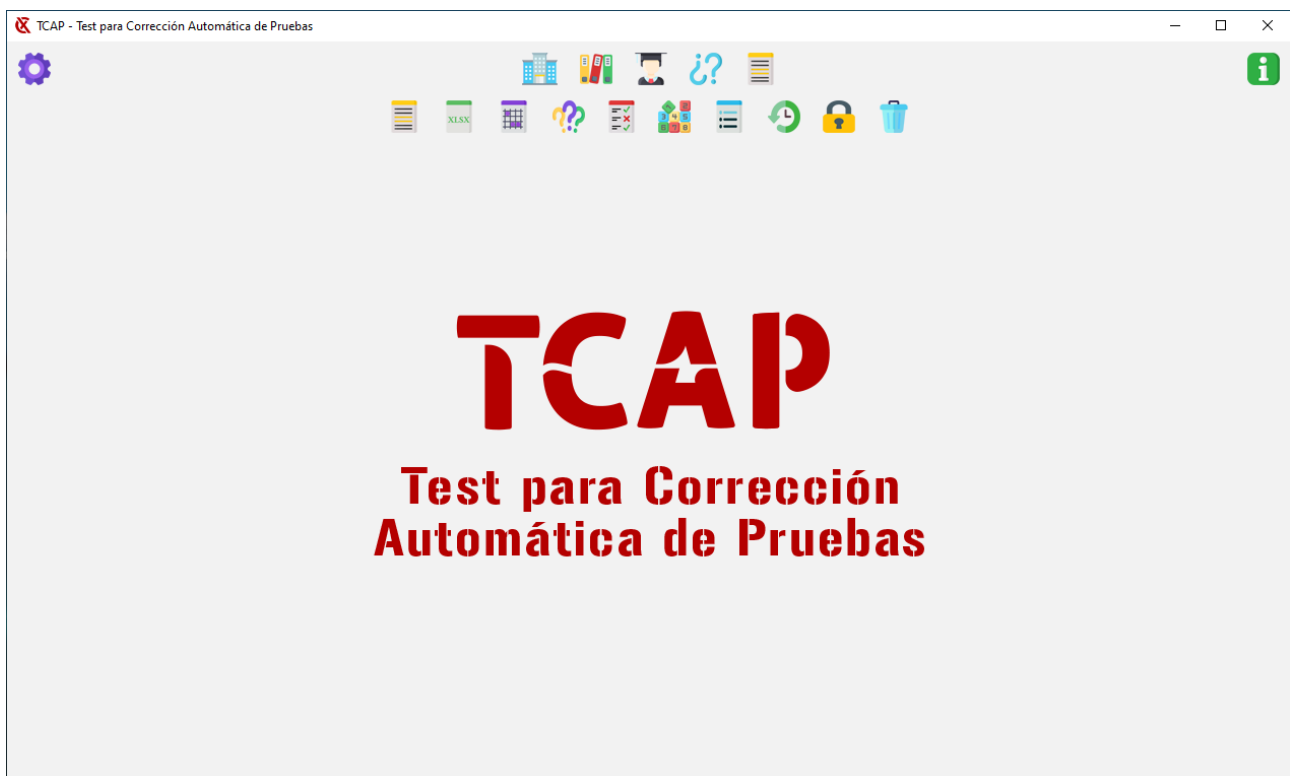 TCAP - Test para Corrección Automática de Pruebas
XLSX
TCAP
Test para Corrección
Automática de Pruebas